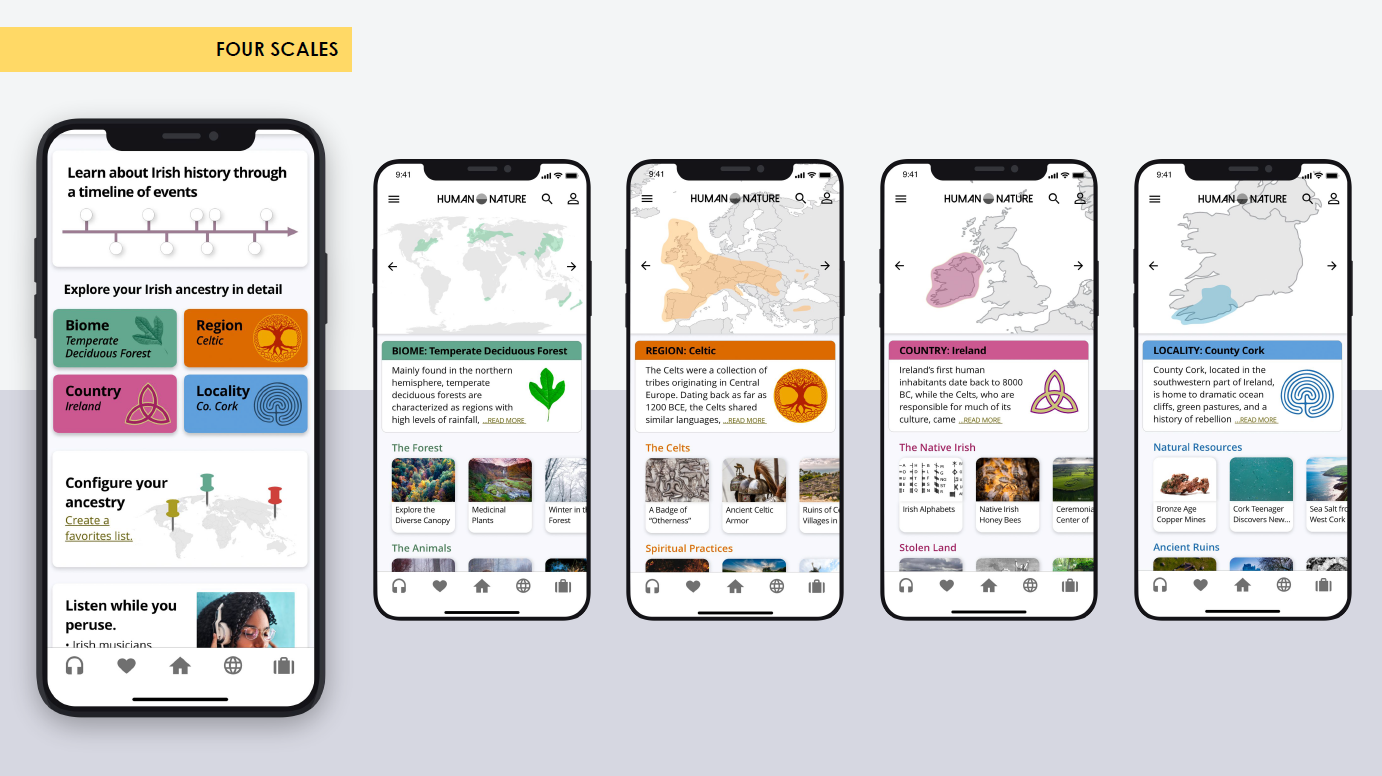 FOUR SCALES
Learn about Irish history through
a timeline of events
Explore your Irish ancestry in detail
Biome
Temperate
Deciduous Forest
Region
Celtic
Country
Ireland
Locality
Co. Cork
Configure your
ancestry
Create a
favorites list.
Listen while you
peruse.
• Irish musicians
9:41
HUMAN NATURE
BIOME: Temperate Deciduous Forest
Mainly found in the northern
hemisphere, temperate
deciduous forests are
characterized as regions with
high levels of rainfall, ...READ MORE
The Forest
Explore the
Diverse Canopy
Medicinal
Plants
Winter in th
Forest
The Animals
9:41
HUMAN NATURE
REGION: Celtic
The Celts were a collection of
tribes originating in Central
Europe. Dating back as far as
1200 BCE, the Celts shared
similar languages, ...READ MORE
The Celts
A Badge of
“Otherness”
Ancient Celtic
Armor
Ruins of Ce
Villages in
Spiritual Practices
9:41
HUMAN NATURE
COUNTRY: Ireland
Ireland’s first human
inhabitants date back to 8000
BC, while the Celts, who are
responsible for much of its
culture, came ...READ MORE
The Native Irish
Irish Alphabets
Native Irish
Honey Bees
Ceremonia
Center of
Stolen Land
9:41
HUMAN NATURE
LOCALITY: County Cork
County Cork, located in the
southwestern part of Ireland,
is home to dramatic ocean
cliffs, green pastures, and a
history of rebellion ...READ MORE
Natural Resources
Bronze Age
Copper Mines
Cork Teenager
Discovers New...
Sea Salt fro
West Cork
Ancient Ruins